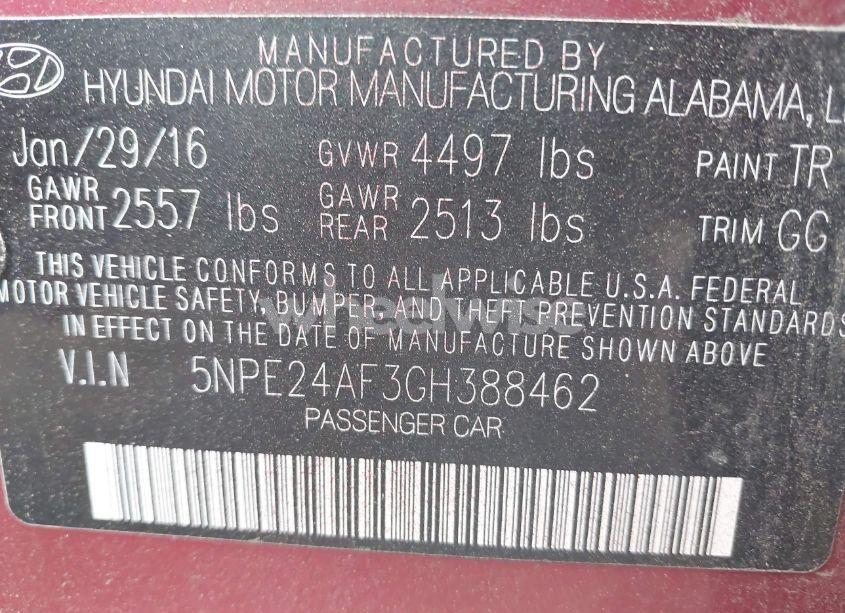 MANUFACTURED BY
HYUNDAI MOTOR MANUFACTURING ALABAMA,
Jan/29/16 GVWR 4497 lbs PAINT TR
GAWR FRONT 2557 lbs GAWR REAR 2513 lbs TRIM GG
THIS VEHICLE CONFORMS TO ALL APPLICABLE U.S.A. FEDERAL
MOTOR VEHICLE SAFETY, BUMPER, AND THEFT PREVENTION STANDARDS
IN EFFECT ON THE DATE OF MANUFACTURE SHOWN ABOVE
wheelwise
V.I.N 5NPE24AF3GH388462
PASSENGER CAR